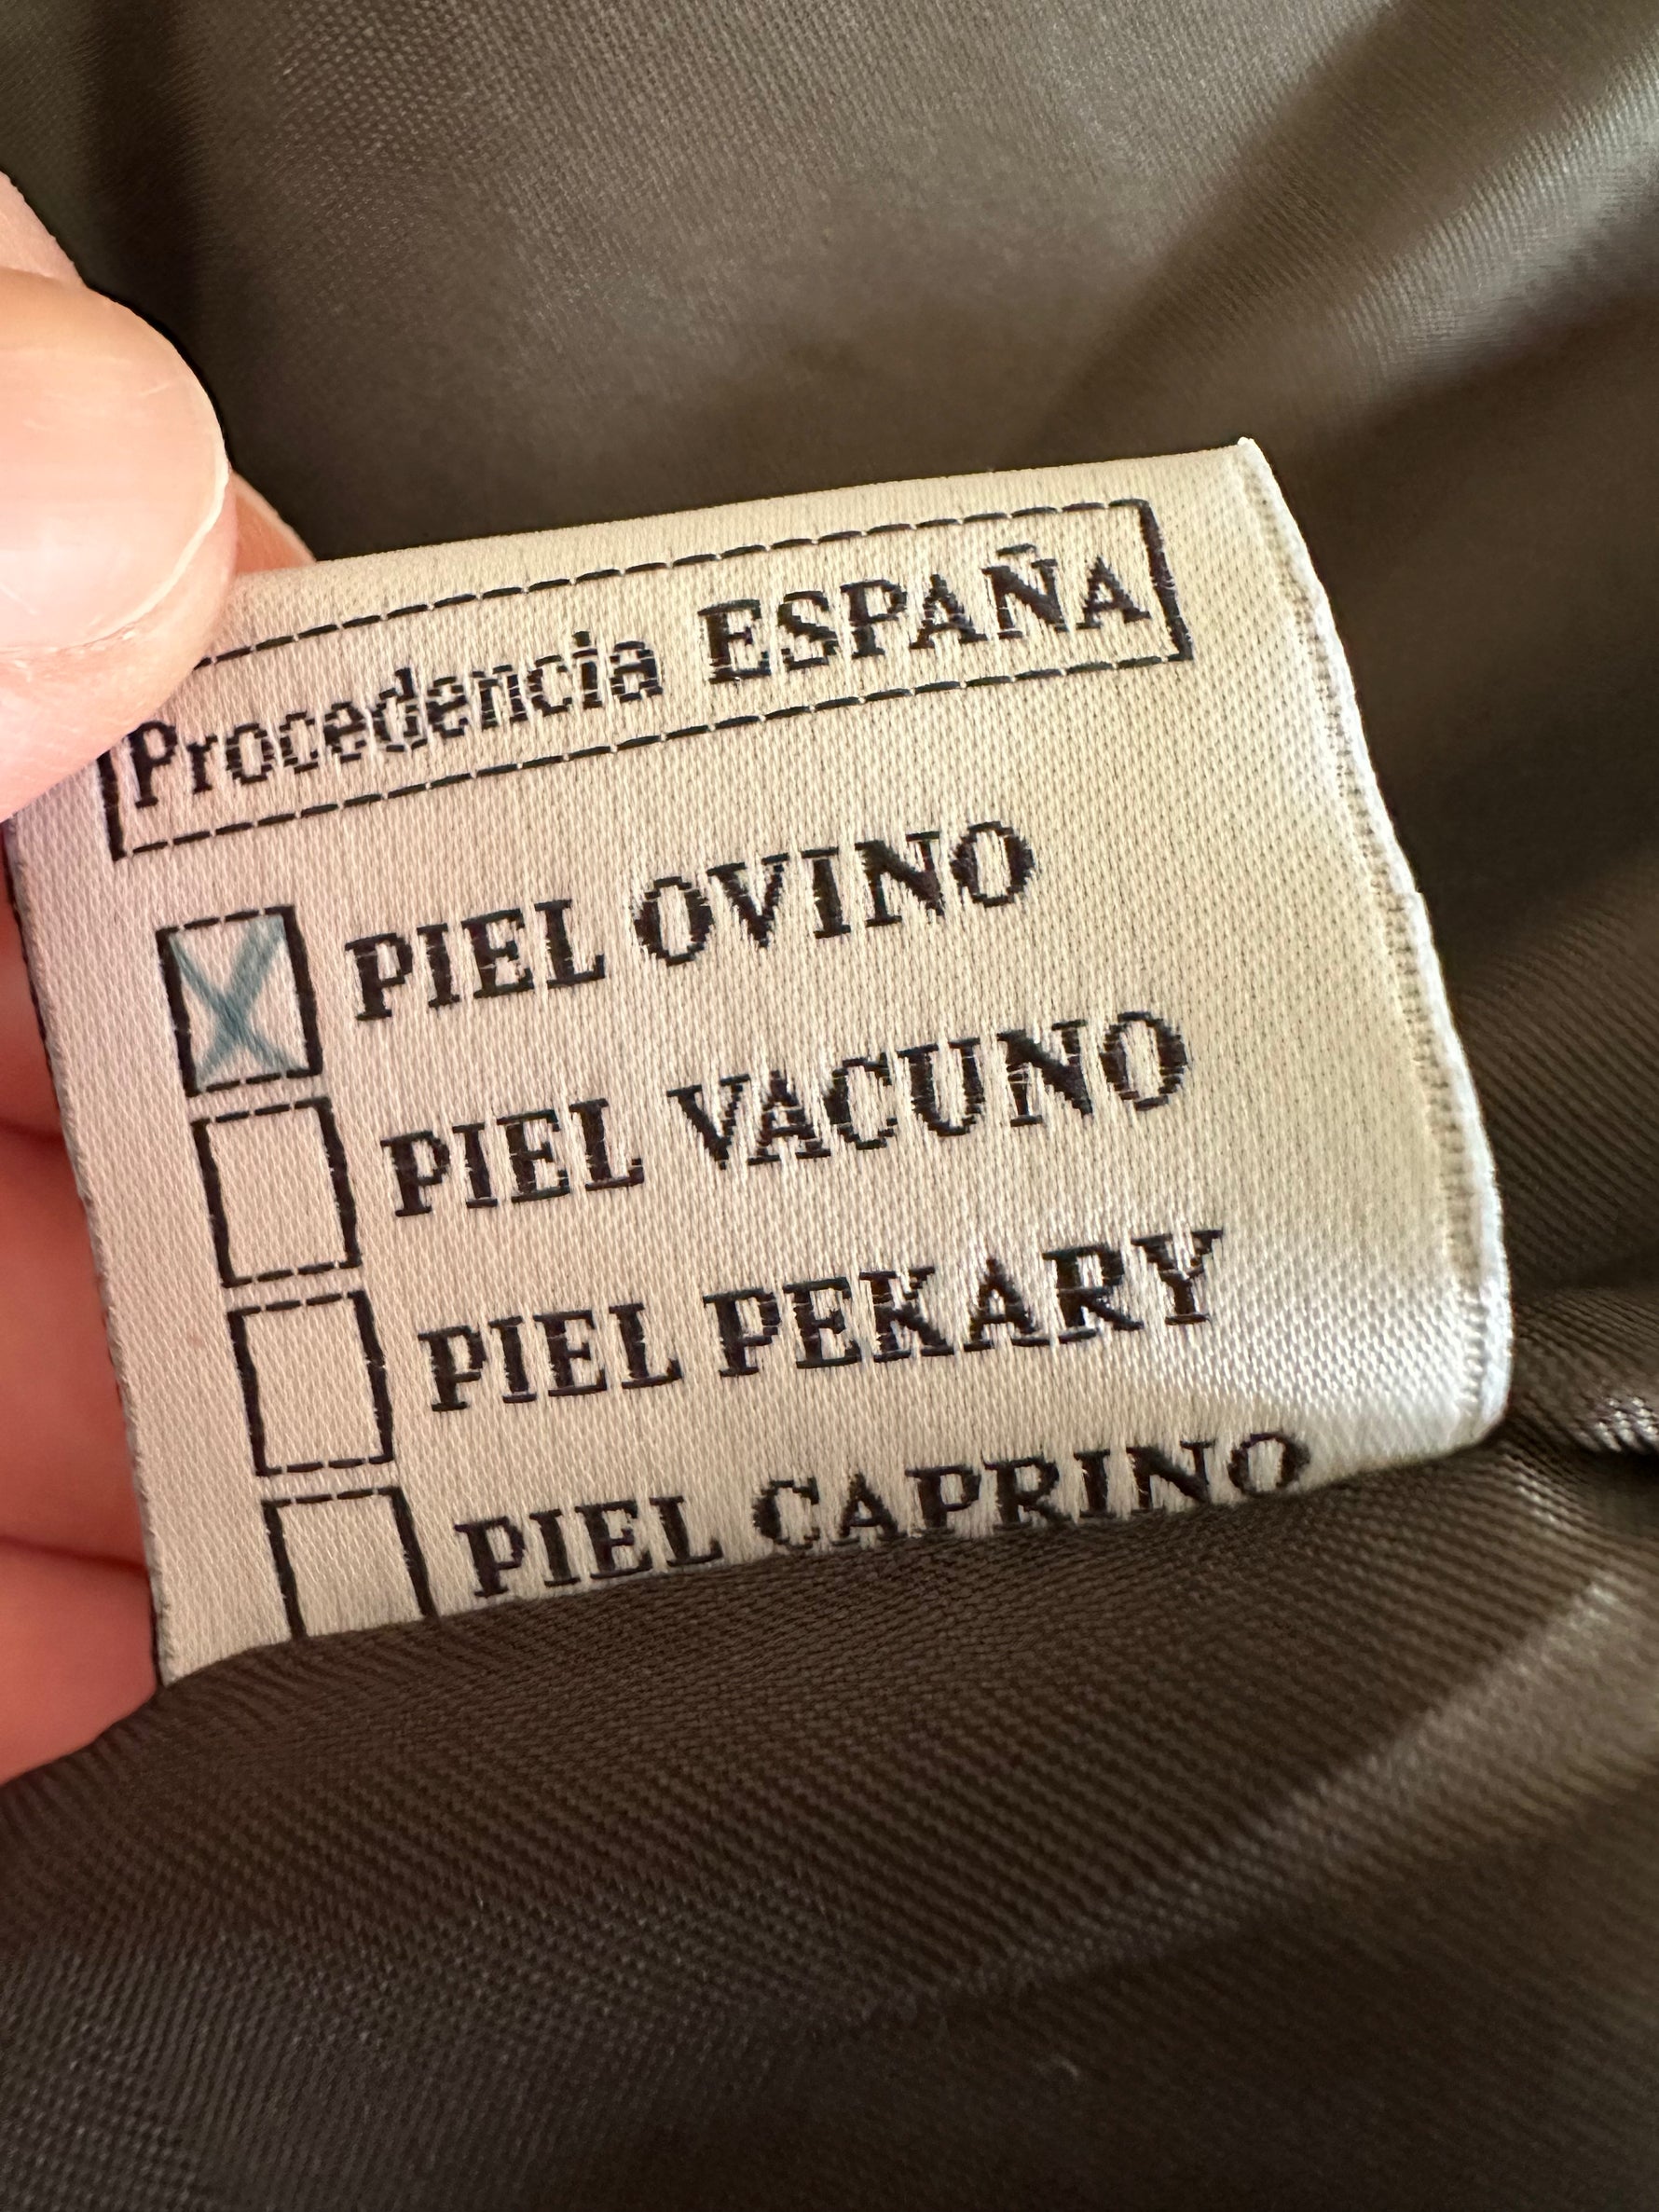 Procedencia ESPAÑA
X PIEL OVINO
PIEL VACUNO
PIEL PEKARY
PIEL CAPRINO